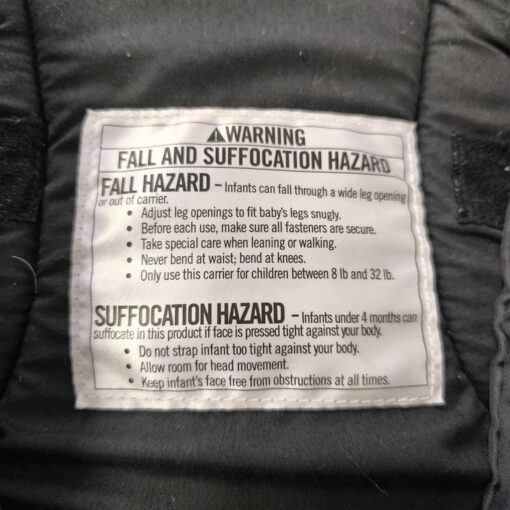 ⚠WARNING
FALL AND SUFFOCATION HAZARD
FALL HAZARD – Infants can fall through a wide leg opening
or out of carrier.
• Adjust leg openings to fit baby's legs snugly.
• Before each use, make sure all fasteners are secure.
• Take special care when leaning or walking.
• Never bend at waist; bend at knees.
• Only use this carrier for children between 8 lb and 32 lb.
SUFFOCATION HAZARD – Infants under 4 months can
suffocate in this product if face is pressed tight against your body.
• Do not strap infant too tight against your body.
• Allow room for head movement.
• Keep infant's face free from obstructions at all times.